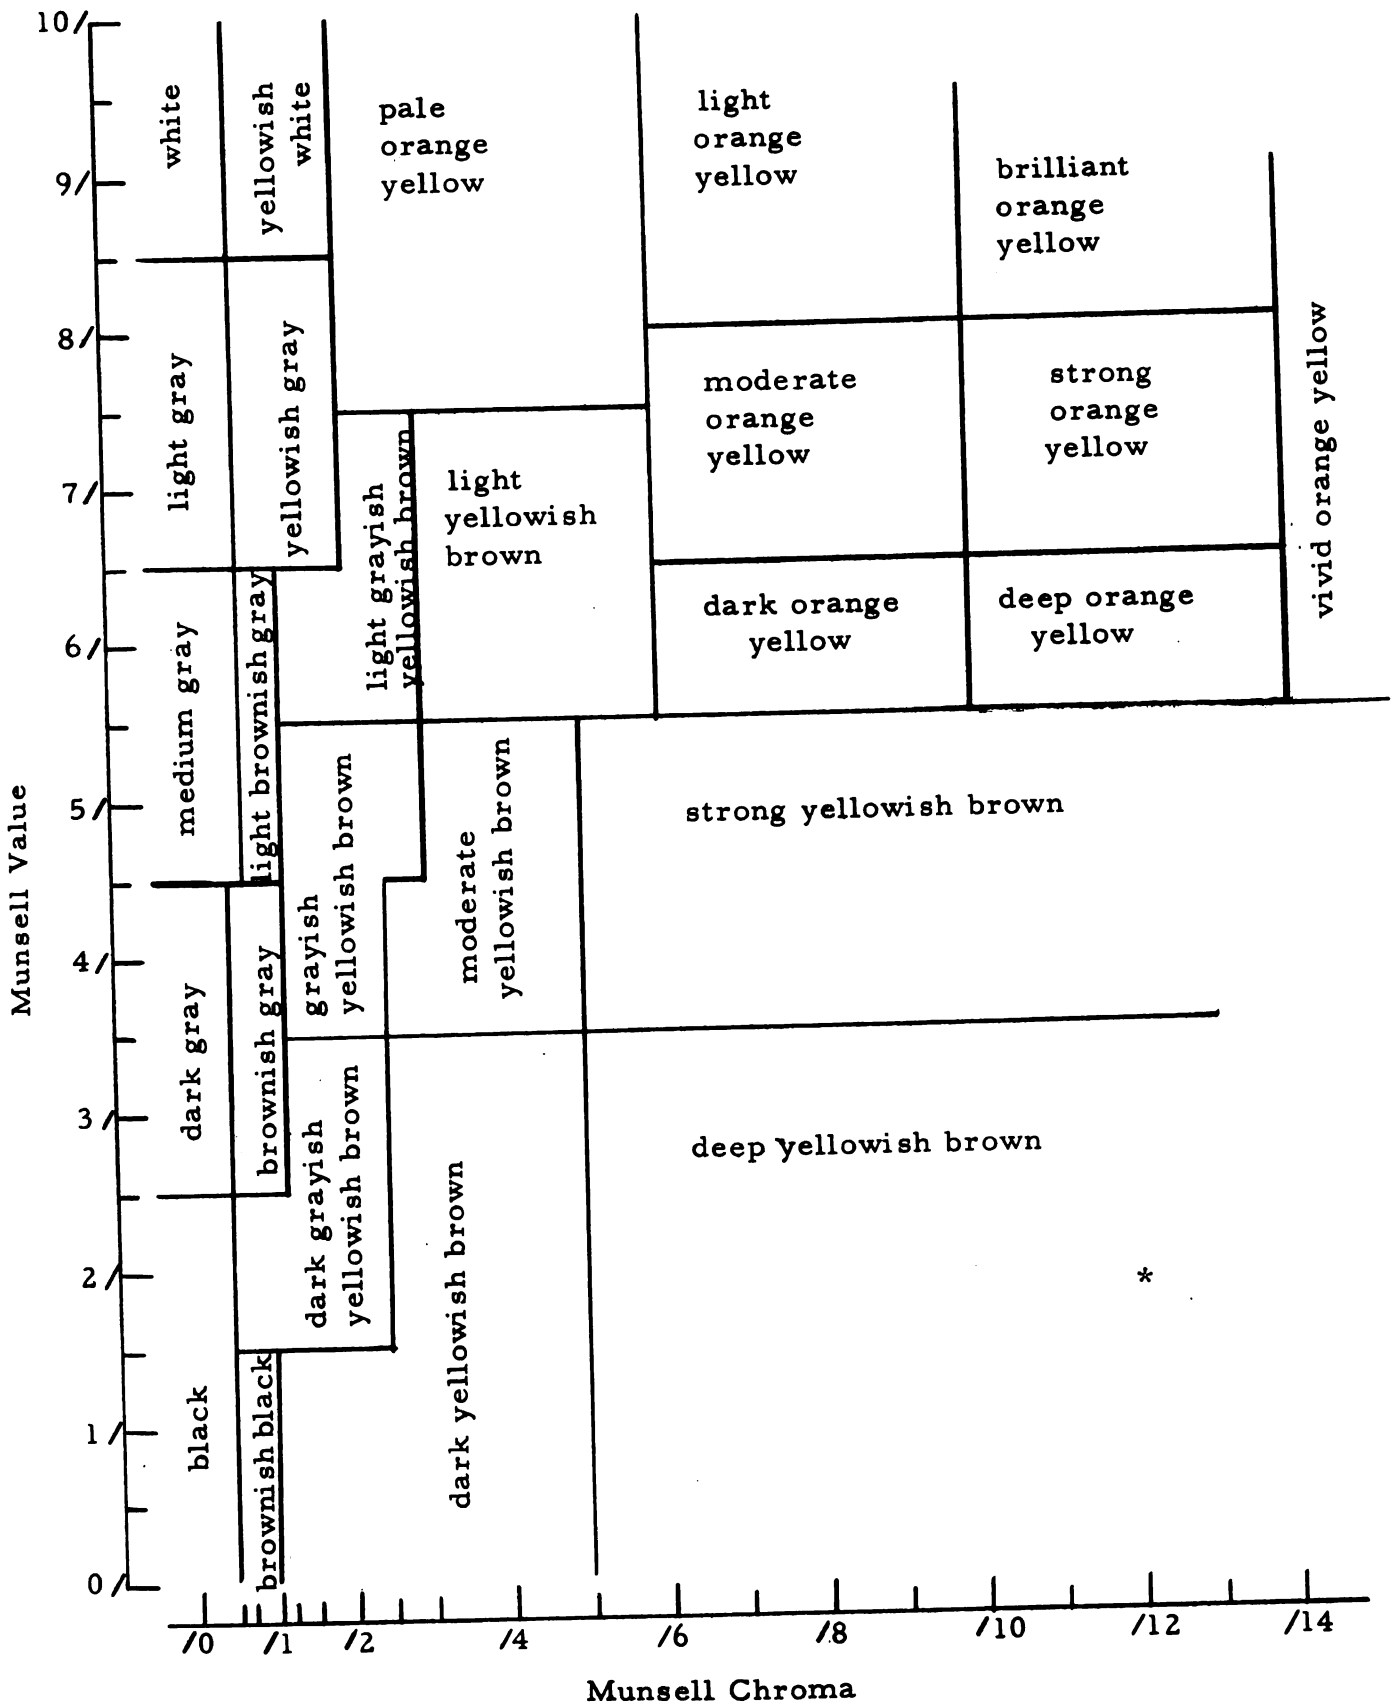 10/
9/
8/
7/
6/
5/
4/
3/
2/
1/
0/
Munsell Value
white
yellowish
white
pale
orange
yellow
light
orange
yellow
brilliant
orange
yellow
light gray
yellowish gray
light grayish
yellowish brown
light
yellowish
brown
moderate
orange
yellow
strong
orange
yellow
vivid orange yellow
dark orange
yellow
deep orange
yellow
medium gray
light brownish gray
grayish
yellowish brown
moderate
yellowish brown
strong yellowish brown
dark gray
brownish gray
dark grayish
yellowish brown
dark yellowish brown
deep yellowish brown
*
black
brownish black
/0 /1 /2 /4 /6 /8 /10 /12 /14
Munsell Chroma